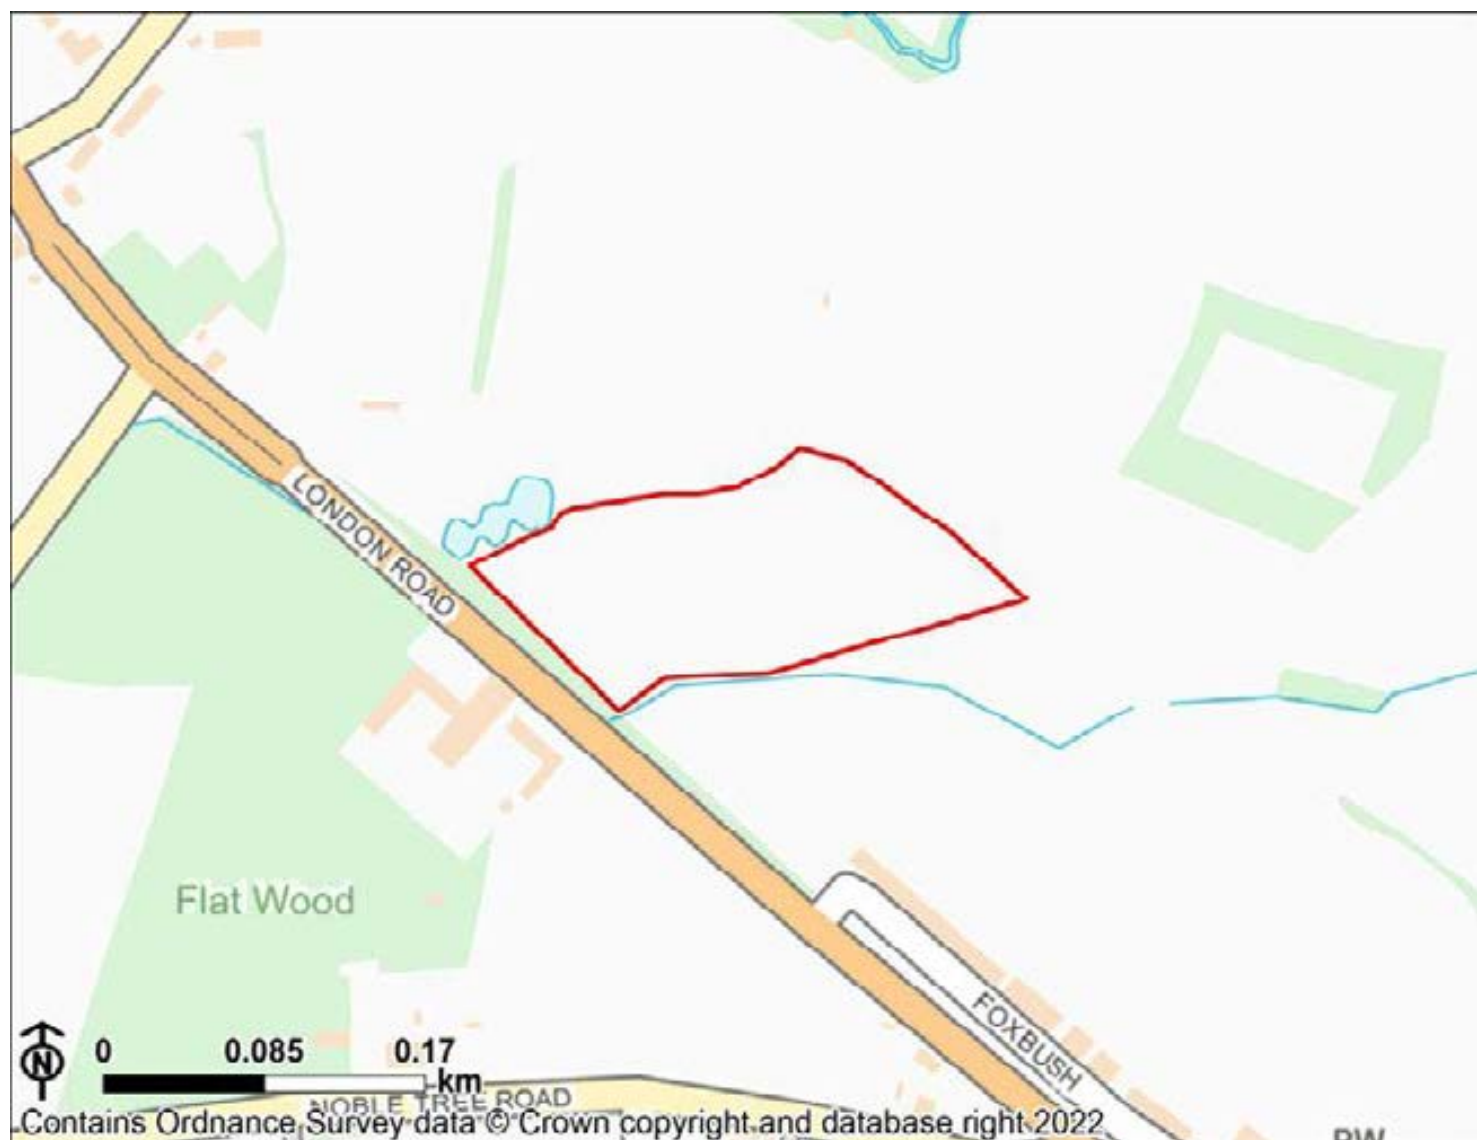 LONDON ROAD
Flat Wood
FOXBUSH
N
0 0.085 0.17
km
NOBLE TREE ROAD
Contains Ordnance Survey data © Crown copyright and database right 2022